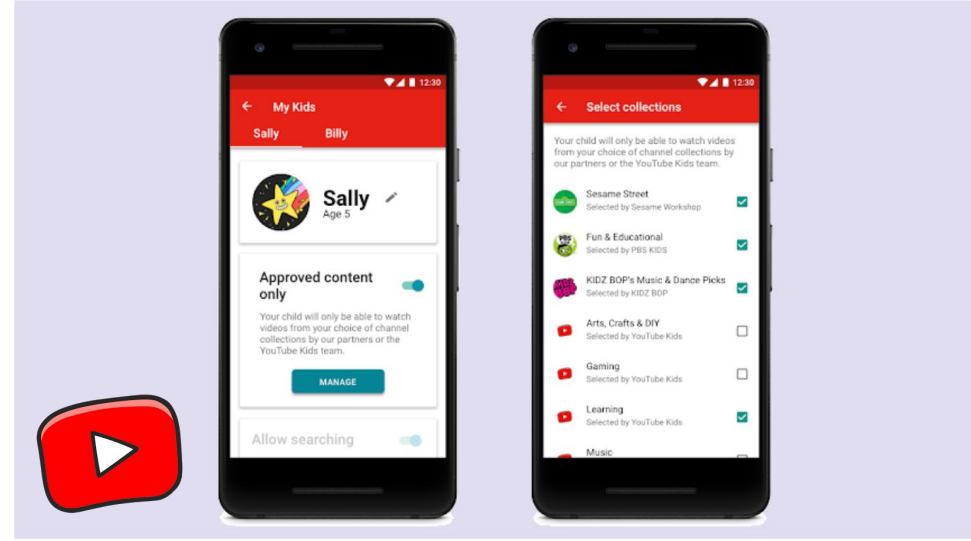 12:30
My Kids
Sally
Billy
Sally
Age 5
Approved content
only
Your child will only be able to watch
videos from your choice of channel
collections by our partners or the
YouTube Kids team.
MANAGE
Allow searching
12:30
Select collections
Your child will only be able to watch videos
from your choice of channel collections by
our partners or the YouTube Kids team.
Sesame Street
Selected by Sesame Workshop
PBS
Fun & Educational
Selected by PBS KIDS
KIDZ BOP
KIDZ BOP's Music & Dance Picks
Selected by KIDZ BOP
Arts, Crafts & DIY
Selected by YouTube Kids
Gaming
Selected by YouTube Kids
Learning
Selected by YouTube Kids
Music